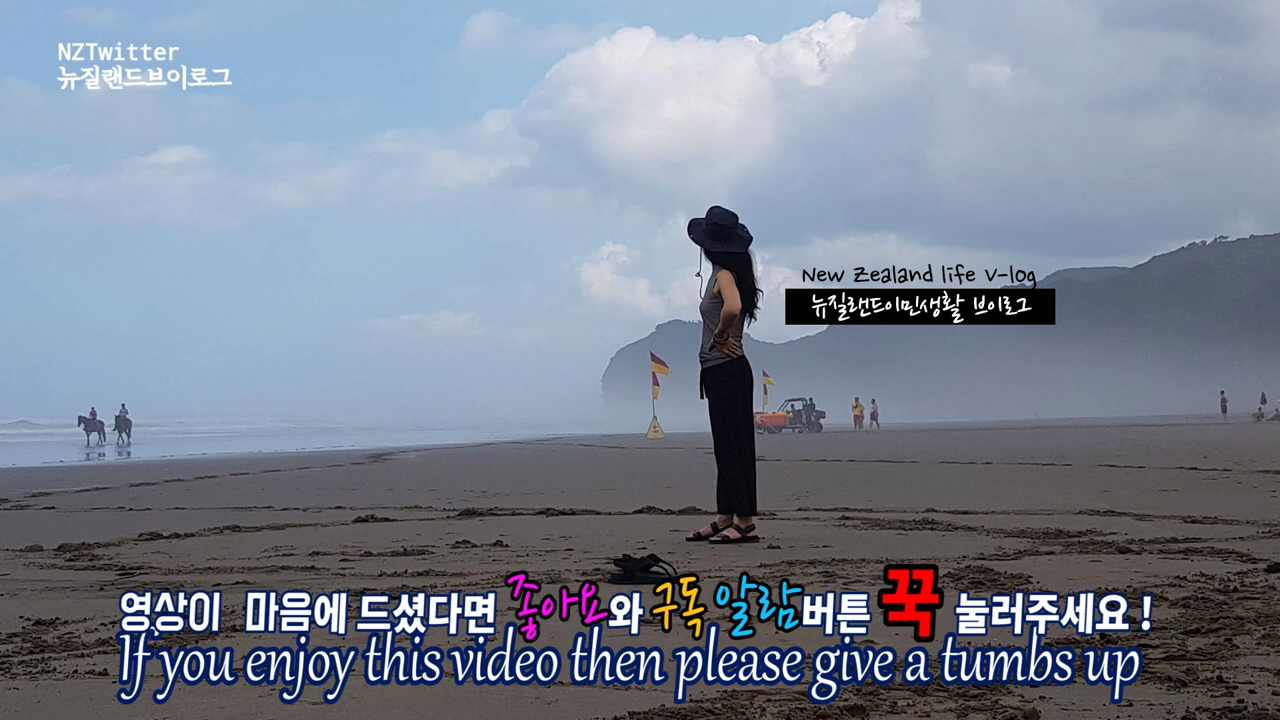 NZTwitter
뉴질랜드브이로그
New Zealand life V-log
뉴질랜드이민생활 브이로그
영상이 마음에 드셨다면 좋아요와 구독 알람버튼 꾹 눌러주세요 !
If you enjoy this video then please give a tumbs up